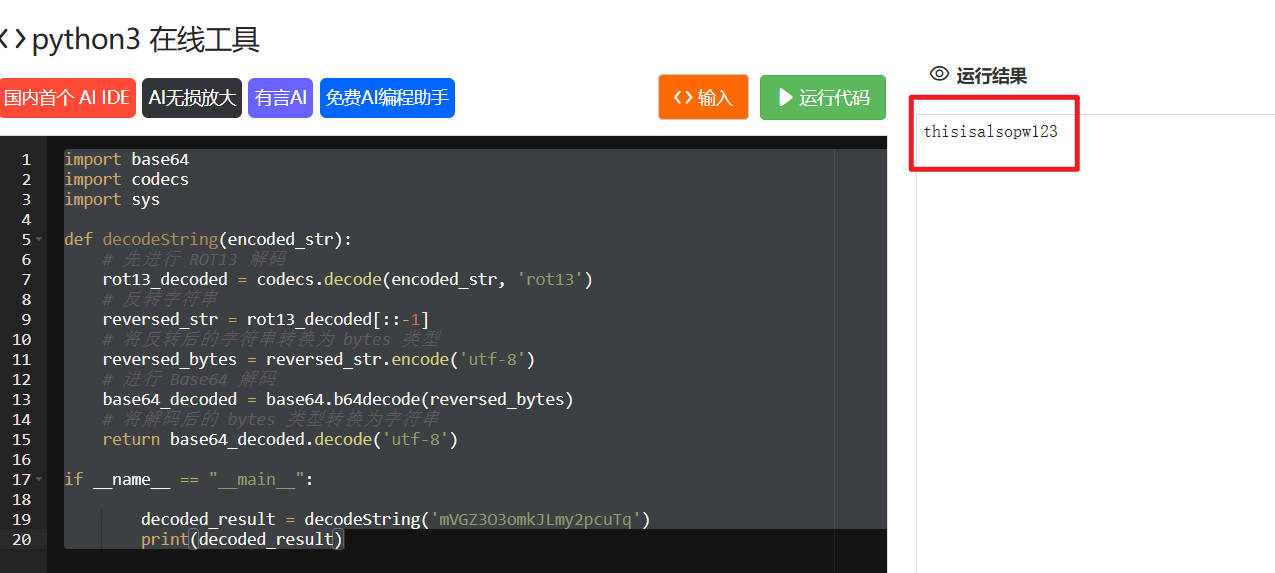 <> python3 在线工具
国内首个 AI IDE AI无损放大 有言AI 免费AI编程助手 <> 输入 运行代码
运行结果
thisisalsopw123
1 import base64
2 import codecs
3 import sys
4
5 def decodeString(encoded_str):
6 # 先进行 ROT13 解码
7 rot13_decoded = codecs.decode(encoded_str, 'rot13')
8 # 反转字符串
9 reversed_str = rot13_decoded[::-1]
10 # 将反转后的字符串转换为 bytes 类型
11 reversed_bytes = reversed_str.encode('utf-8')
12 # 进行 Base64 解码
13 base64_decoded = base64.b64decode(reversed_bytes)
14 # 将解码后的 bytes 类型转换为字符串
15 return base64_decoded.decode('utf-8')
16
17 if __name__ == "__main__":
18
19 decoded_result = decodeString('mVGZ3O3omkJLmy2pcuTq')
20 print(decoded_result)